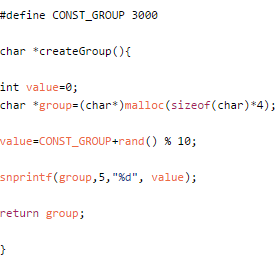 #define CONST_GROUP 3000
char *createGroup(){
int value=0;
char *group=(char*)malloc(sizeof(char)*4);
value=CONST_GROUP+rand() % 10;
snprintf(group,5,"%d", value);
return group;
}